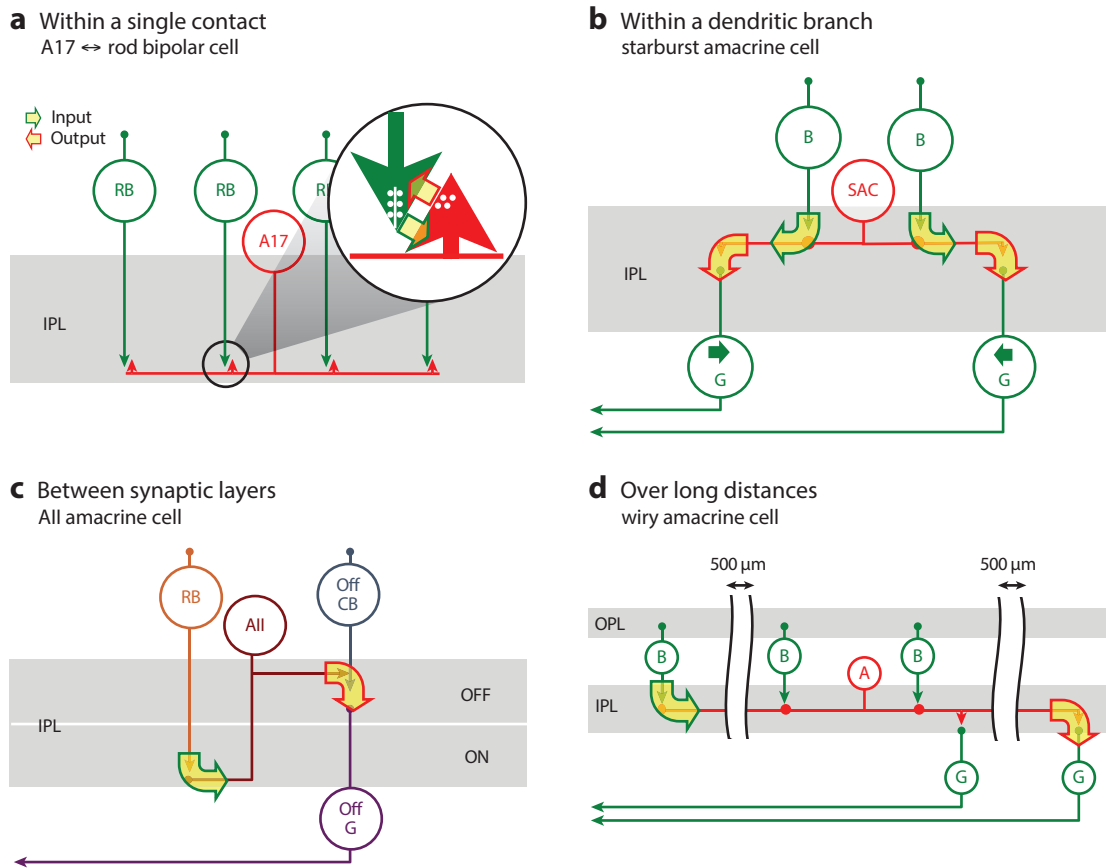 a Within a single contact
A17 ↔ rod bipolar cell
Input
Output
RB
RB
A17
IPL
b Within a dendritic branch
starburst amacrine cell
B
B
SAC
IPL
G
G
c Between synaptic layers
AII amacrine cell
RB
AII
Off
CB
OFF
IPL
ON
Off
G
d Over long distances
wiry amacrine cell
500 µm
500 µm
OPL
B
B
B
A
IPL
G
G